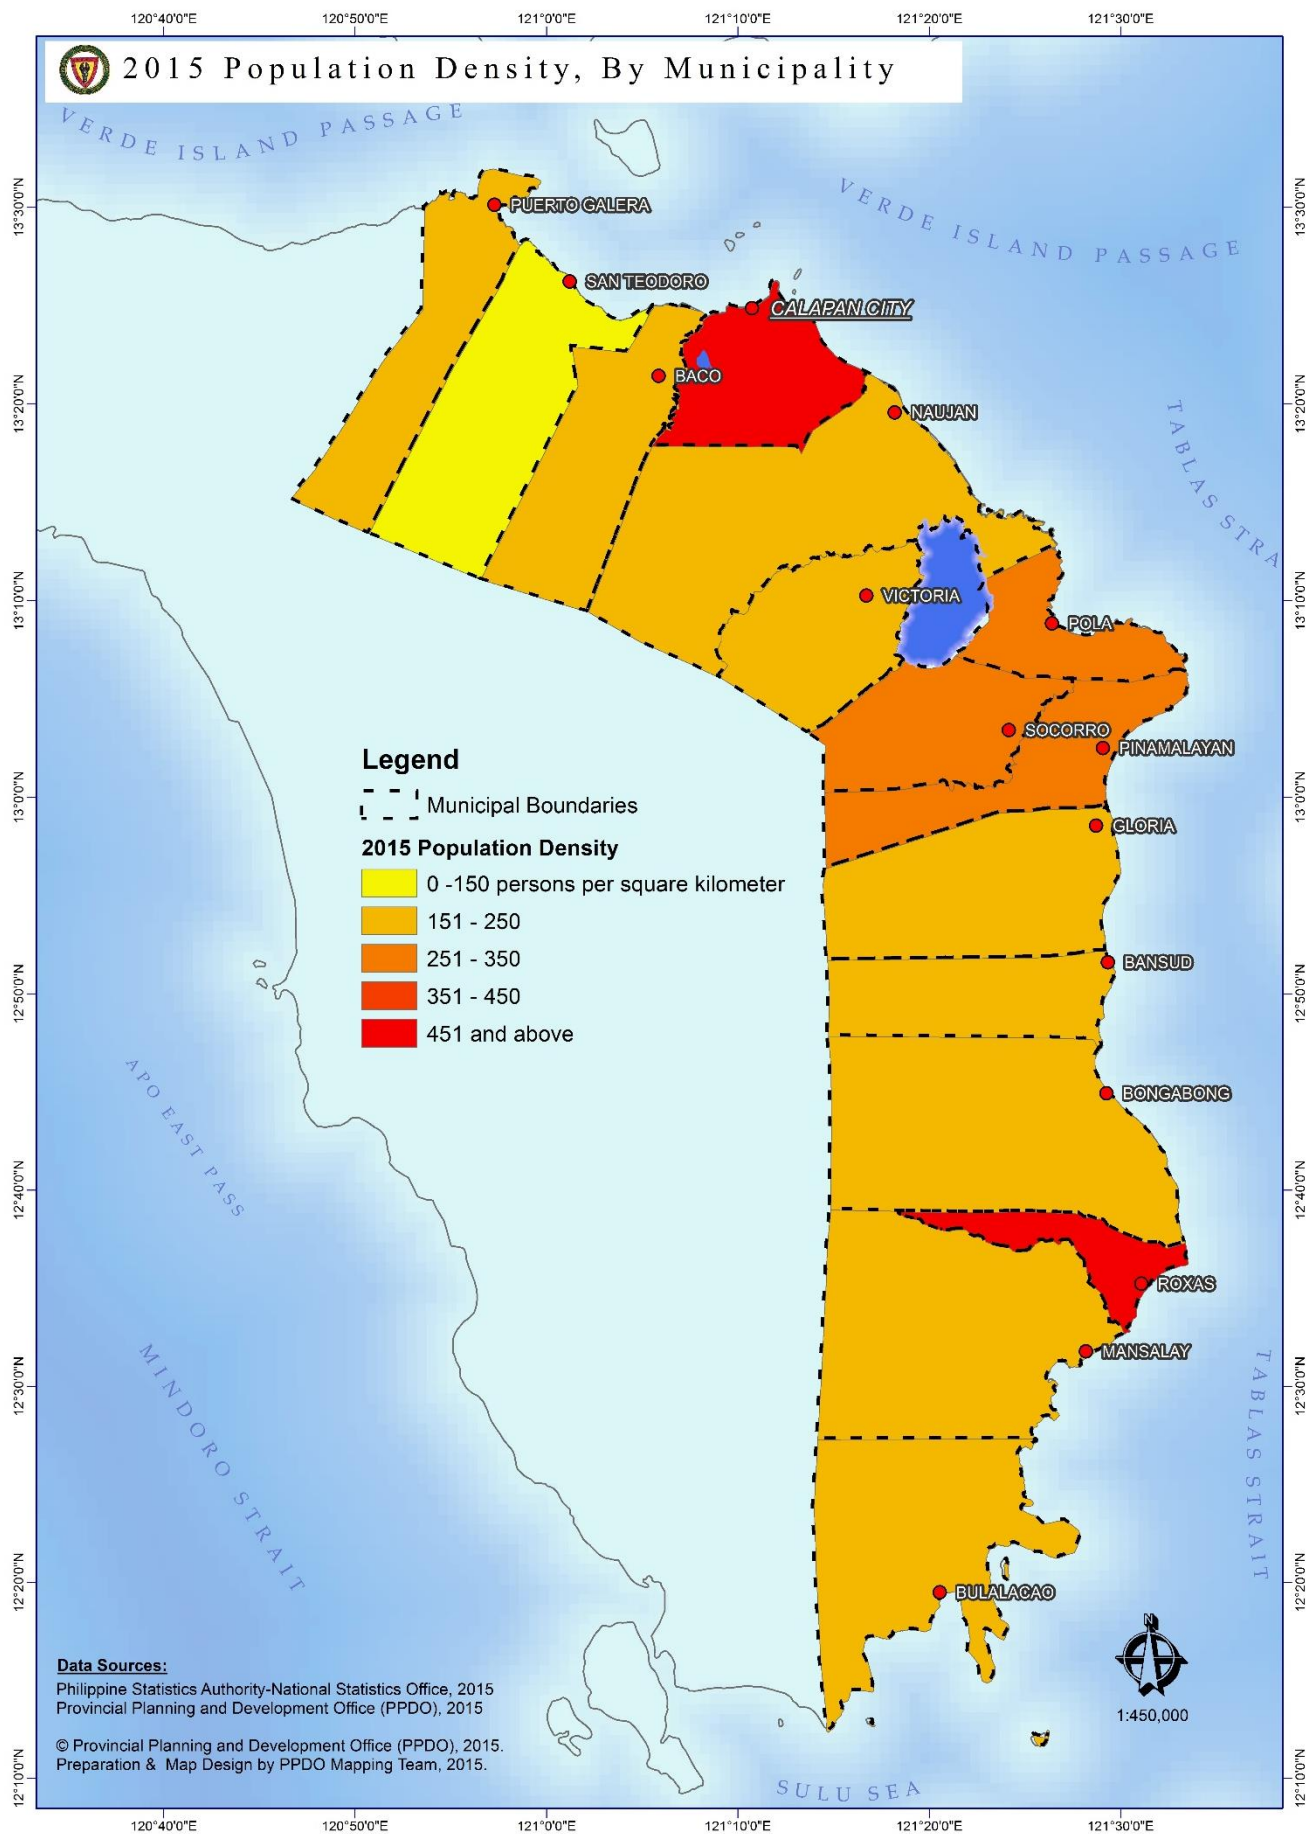 120°40'0"E
120°50'0"E
121°0'0"E
121°10'0"E
121°20'0"E
121°30'0"E
2015 Population Density, By Municipality
VERDE ISLAND PASSAGE
VERDE ISLAND PASSAGE
13°30'0"N
13°30'0"N
PUERTO GALERA
SAN TEODORO
CALAPAN CITY
BACO
13°20'0"N
13°20'0"N
NAUJAN
TABLAS STRA
VICTORIA
13°10'0"N
13°10'0"N
POLA
SOCORRO
PINAMALAYAN
13°0'0"N
13°0'0"N
GLORIA
Legend
Municipal Boundaries
2015 Population Density
0 -150 persons per square kilometer
151 - 250
251 - 350
351 - 450
451 and above
BANSUD
12°50'0"N
12°50'0"N
BONGABONG
APO EAST PASS
12°40'0"N
12°40'0"N
ROXAS
MANSALAY
12°30'0"N
12°30'0"N
MINDORO STRAIT
TABLAS STRAIT
12°20'0"N
12°20'0"N
BULALACAO
N
1:450,000
Data Sources:
Philippine Statistics Authority-National Statistics Office, 2015
Provincial Planning and Development Office (PPDO), 2015
© Provincial Planning and Development Office (PPDO), 2015.
Preparation & Map Design by PPDO Mapping Team, 2015.
12°10'0"N
12°10'0"N
SULU SEA
120°40'0"E
120°50'0"E
121°0'0"E
121°10'0"E
121°20'0"E
121°30'0"E